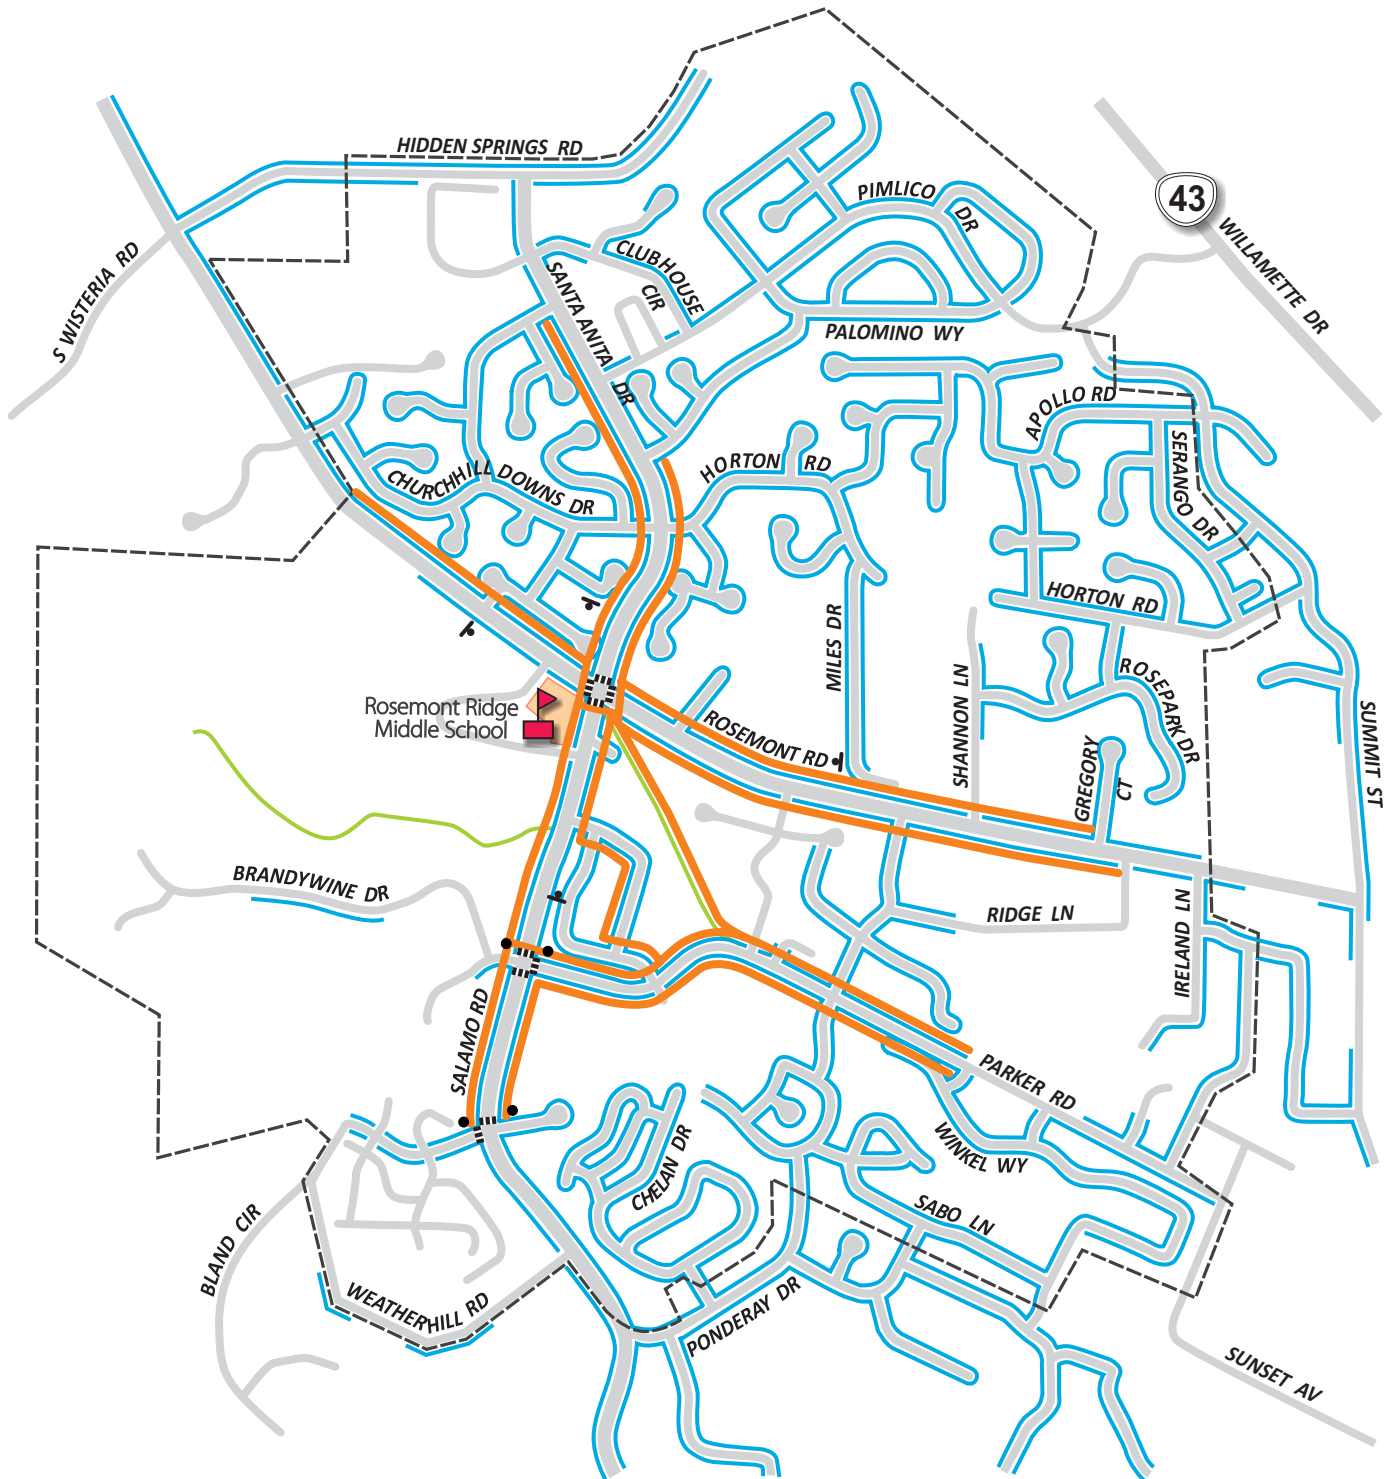 HIDDEN SPRINGS RD
PIMLICO
DR
43
WILLAMETTE DR
S WISTERIA RD
CLUBHOUSE
CIR
SANTA ANITA
DR
PALOMINO WY
APOLLO RD
SERANGO DR
HORTON RD
CHURCHHILL DOWNS DR
HORTON RD
MILES DR
SHANNON LN
ROSEPARK DR
Rosemont Ridge
Middle School
ROSEMONT RD
GREGORY
CT
SUMMIT ST
BRANDYWINE DR
RIDGE LN
IRELAND LN
SALAMO RD
PARKER RD
WINKEL WY
CHELAN DR
SABO LN
BLAND CIR
WEATHERHILL RD
PONDERAY DR
SUNSET AV